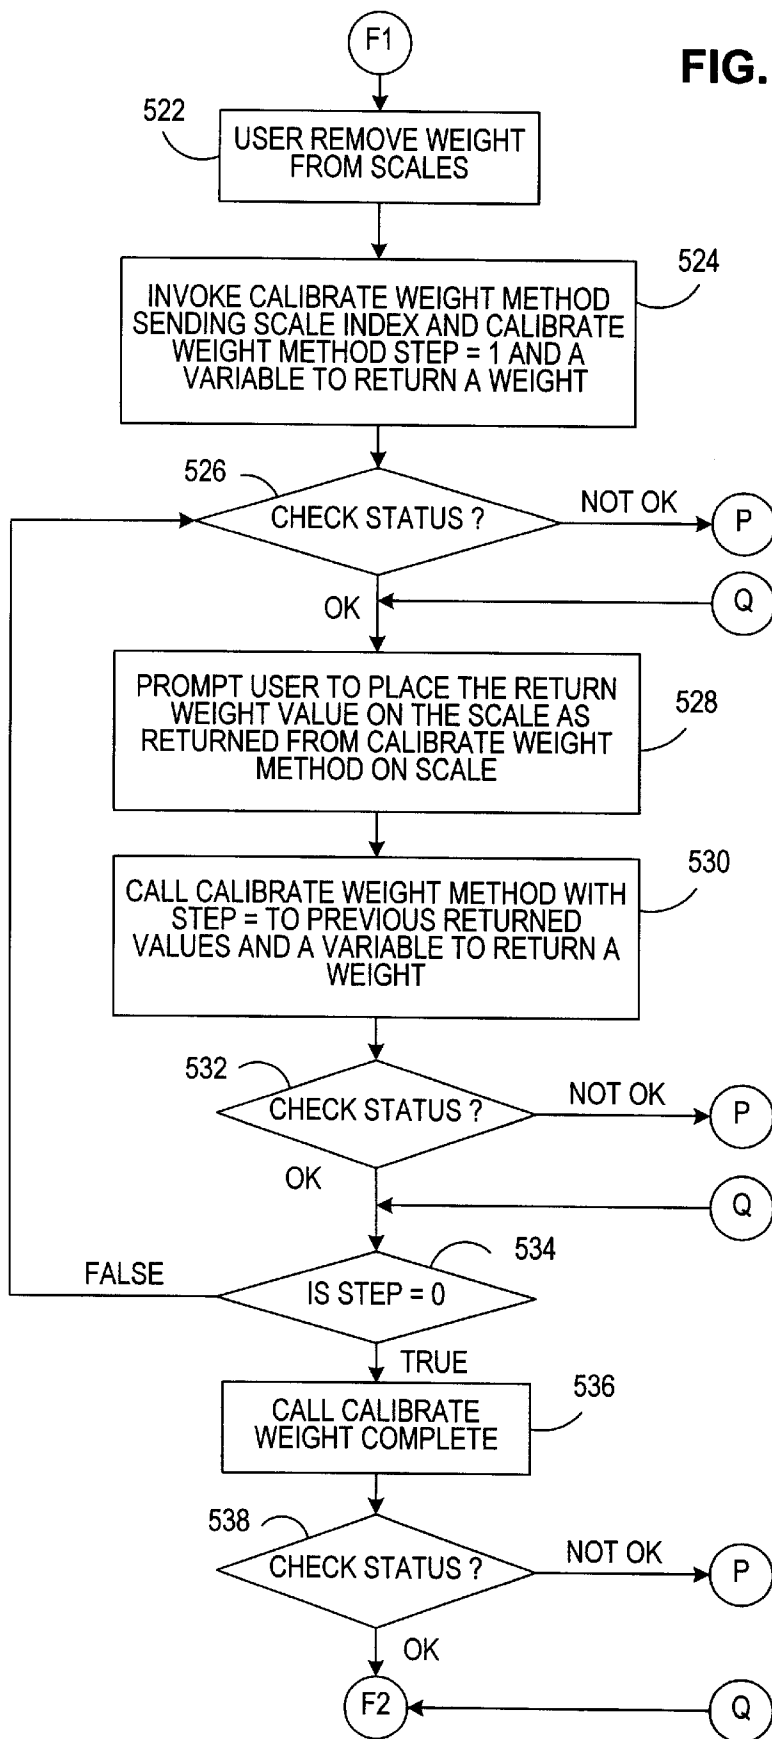 F1
FIG.
522
USER REMOVE WEIGHT
FROM SCALES
524
INVOKE CALIBRATE WEIGHT METHOD
SENDING SCALE INDEX AND CALIBRATE
WEIGHT METHOD STEP = 1 AND A
VARIABLE TO RETURN A WEIGHT
526
CHECK STATUS ?
NOT OK
P
OK
Q
PROMPT USER TO PLACE THE RETURN
WEIGHT VALUE ON THE SCALE AS
RETURNED FROM CALIBRATE WEIGHT
METHOD ON SCALE
528
530
CALL CALIBRATE WEIGHT METHOD WITH
STEP = TO PREVIOUS RETURNED
VALUES AND A VARIABLE TO RETURN A
WEIGHT
532
CHECK STATUS ?
NOT OK
P
OK
Q
534
FALSE
IS STEP = 0
TRUE
536
CALL CALIBRATE
WEIGHT COMPLETE
538
CHECK STATUS ?
NOT OK
P
OK
F2
Q